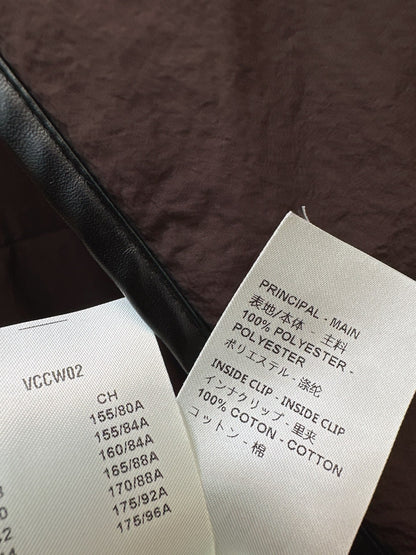 VCCW02
CH
155/80A
155/84A
160/84A
165/88A
170/88A
175/92A
175/96A
PRINCIPAL - MAIN
表地/本体 - 主料
100% POLYESTER -
POLYESTER
ポリエステル - 涤纶
INSIDE CLIP - INSIDE CLIP
インナクリップ - 里夹
100% COTON - COTTON
コットン - 棉